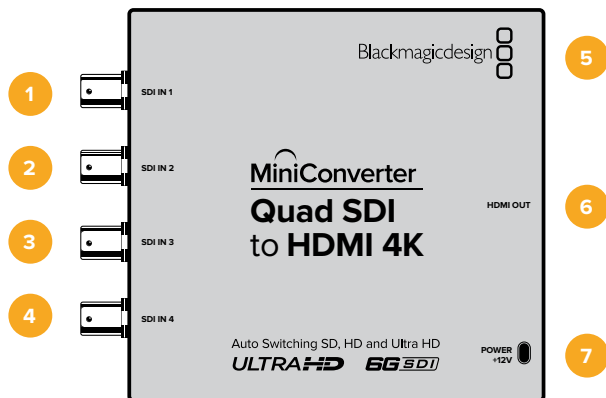 Blackmagicdesign
5
1
SDI IN 1
2
SDI IN 2
MiniConverter
Quad SDI
to HDMI 4K
HDMI OUT
6
3
SDI IN 3
4
SDI IN 4
Auto Switching SD, HD and Ultra HD
ULTRA HD 6G SDI
POWER
+12V
7